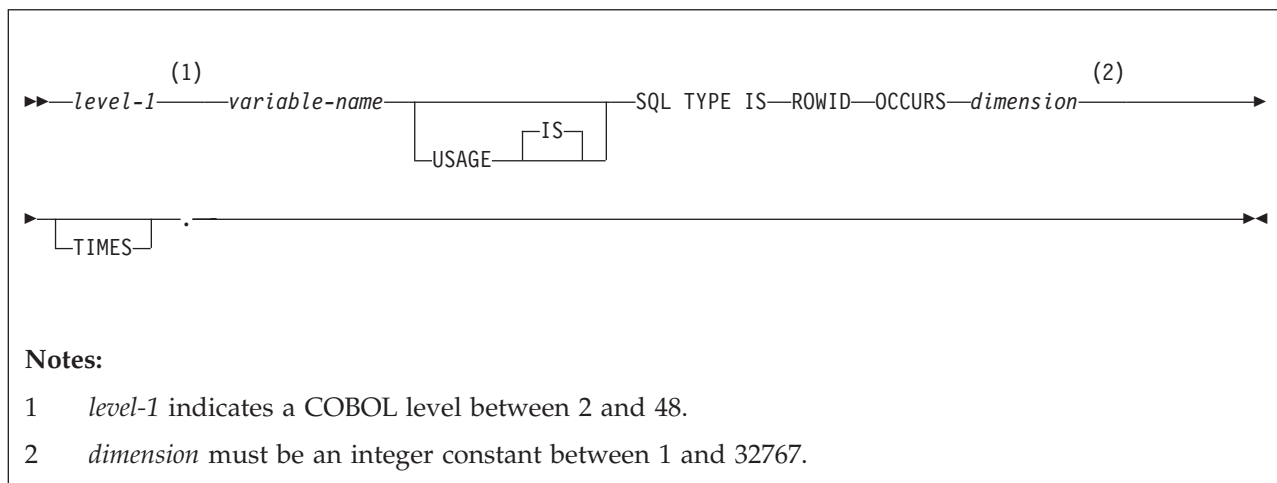 (1) (2)
level-1 variable-name SQL TYPE IS ROWID OCCURS dimension
IS
USAGE
.
TIMES
Notes:
1 level-1 indicates a COBOL level between 2 and 48.
2 dimension must be an integer constant between 1 and 32767.